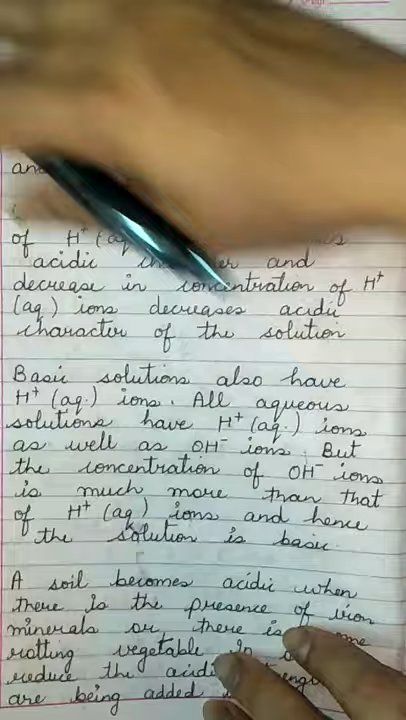 of H⁺ (aq
acidic and
decrease in concentration of H⁺
(aq.) ions decreases acidic
character of the solution
Basic solutions also have
H⁺ (aq.) ions. All aqueous
solutions have H⁺ (aq.) ions
as well as OH⁻ ions. But
the concentration of OH⁻ ions
is much more than that
of H⁺ (aq.) ions and hence
the solution is basic.
A soil becomes acidic when
there is the presence of iron
minerals or there is
rotting vegetable
reduce the
are being added